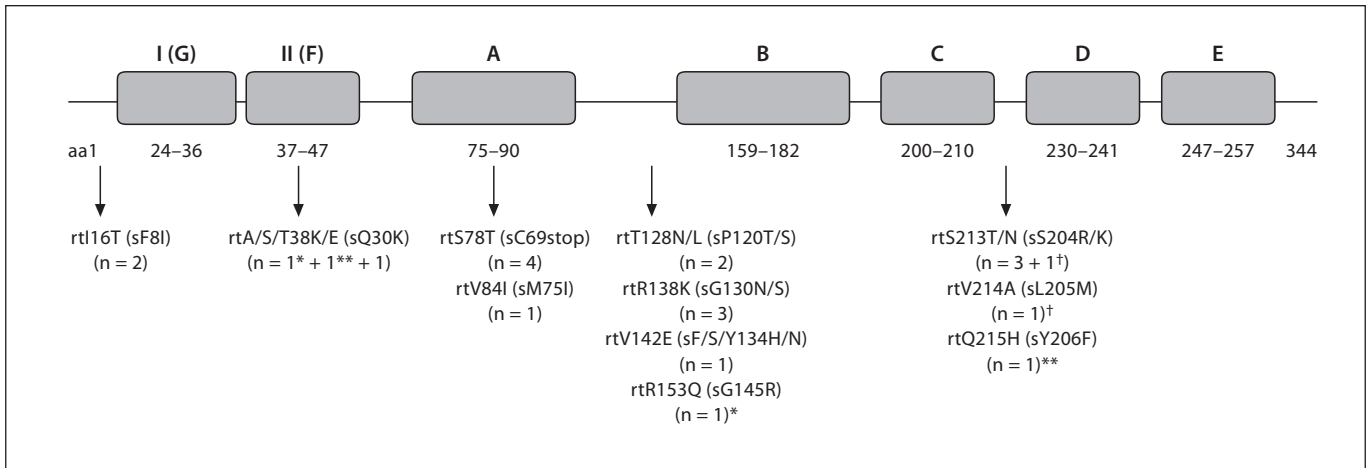 I (G) II (F) A B C D E
aa1 24–36 37–47 75–90 159–182 200–210 230–241 247–257 344
rtI16T (sF8I)
(n = 2)
rtA/S/T38K/E (sQ30K)
(n = 1* + 1** + 1)
rtS78T (sC69stop)
(n = 4)
rtV84I (sM75I)
(n = 1)
rtT128N/L (sP120T/S)
(n = 2)
rtR138K (sG130N/S)
(n = 3)
rtV142E (sF/S/Y134H/N)
(n = 1)
rtR153Q (sG145R)
(n = 1)*
rtS213T/N (sS204R/K)
(n = 3 + 1†)
rtV214A (sL205M)
(n = 1)†
rtQ215H (sY206F)
(n = 1)**